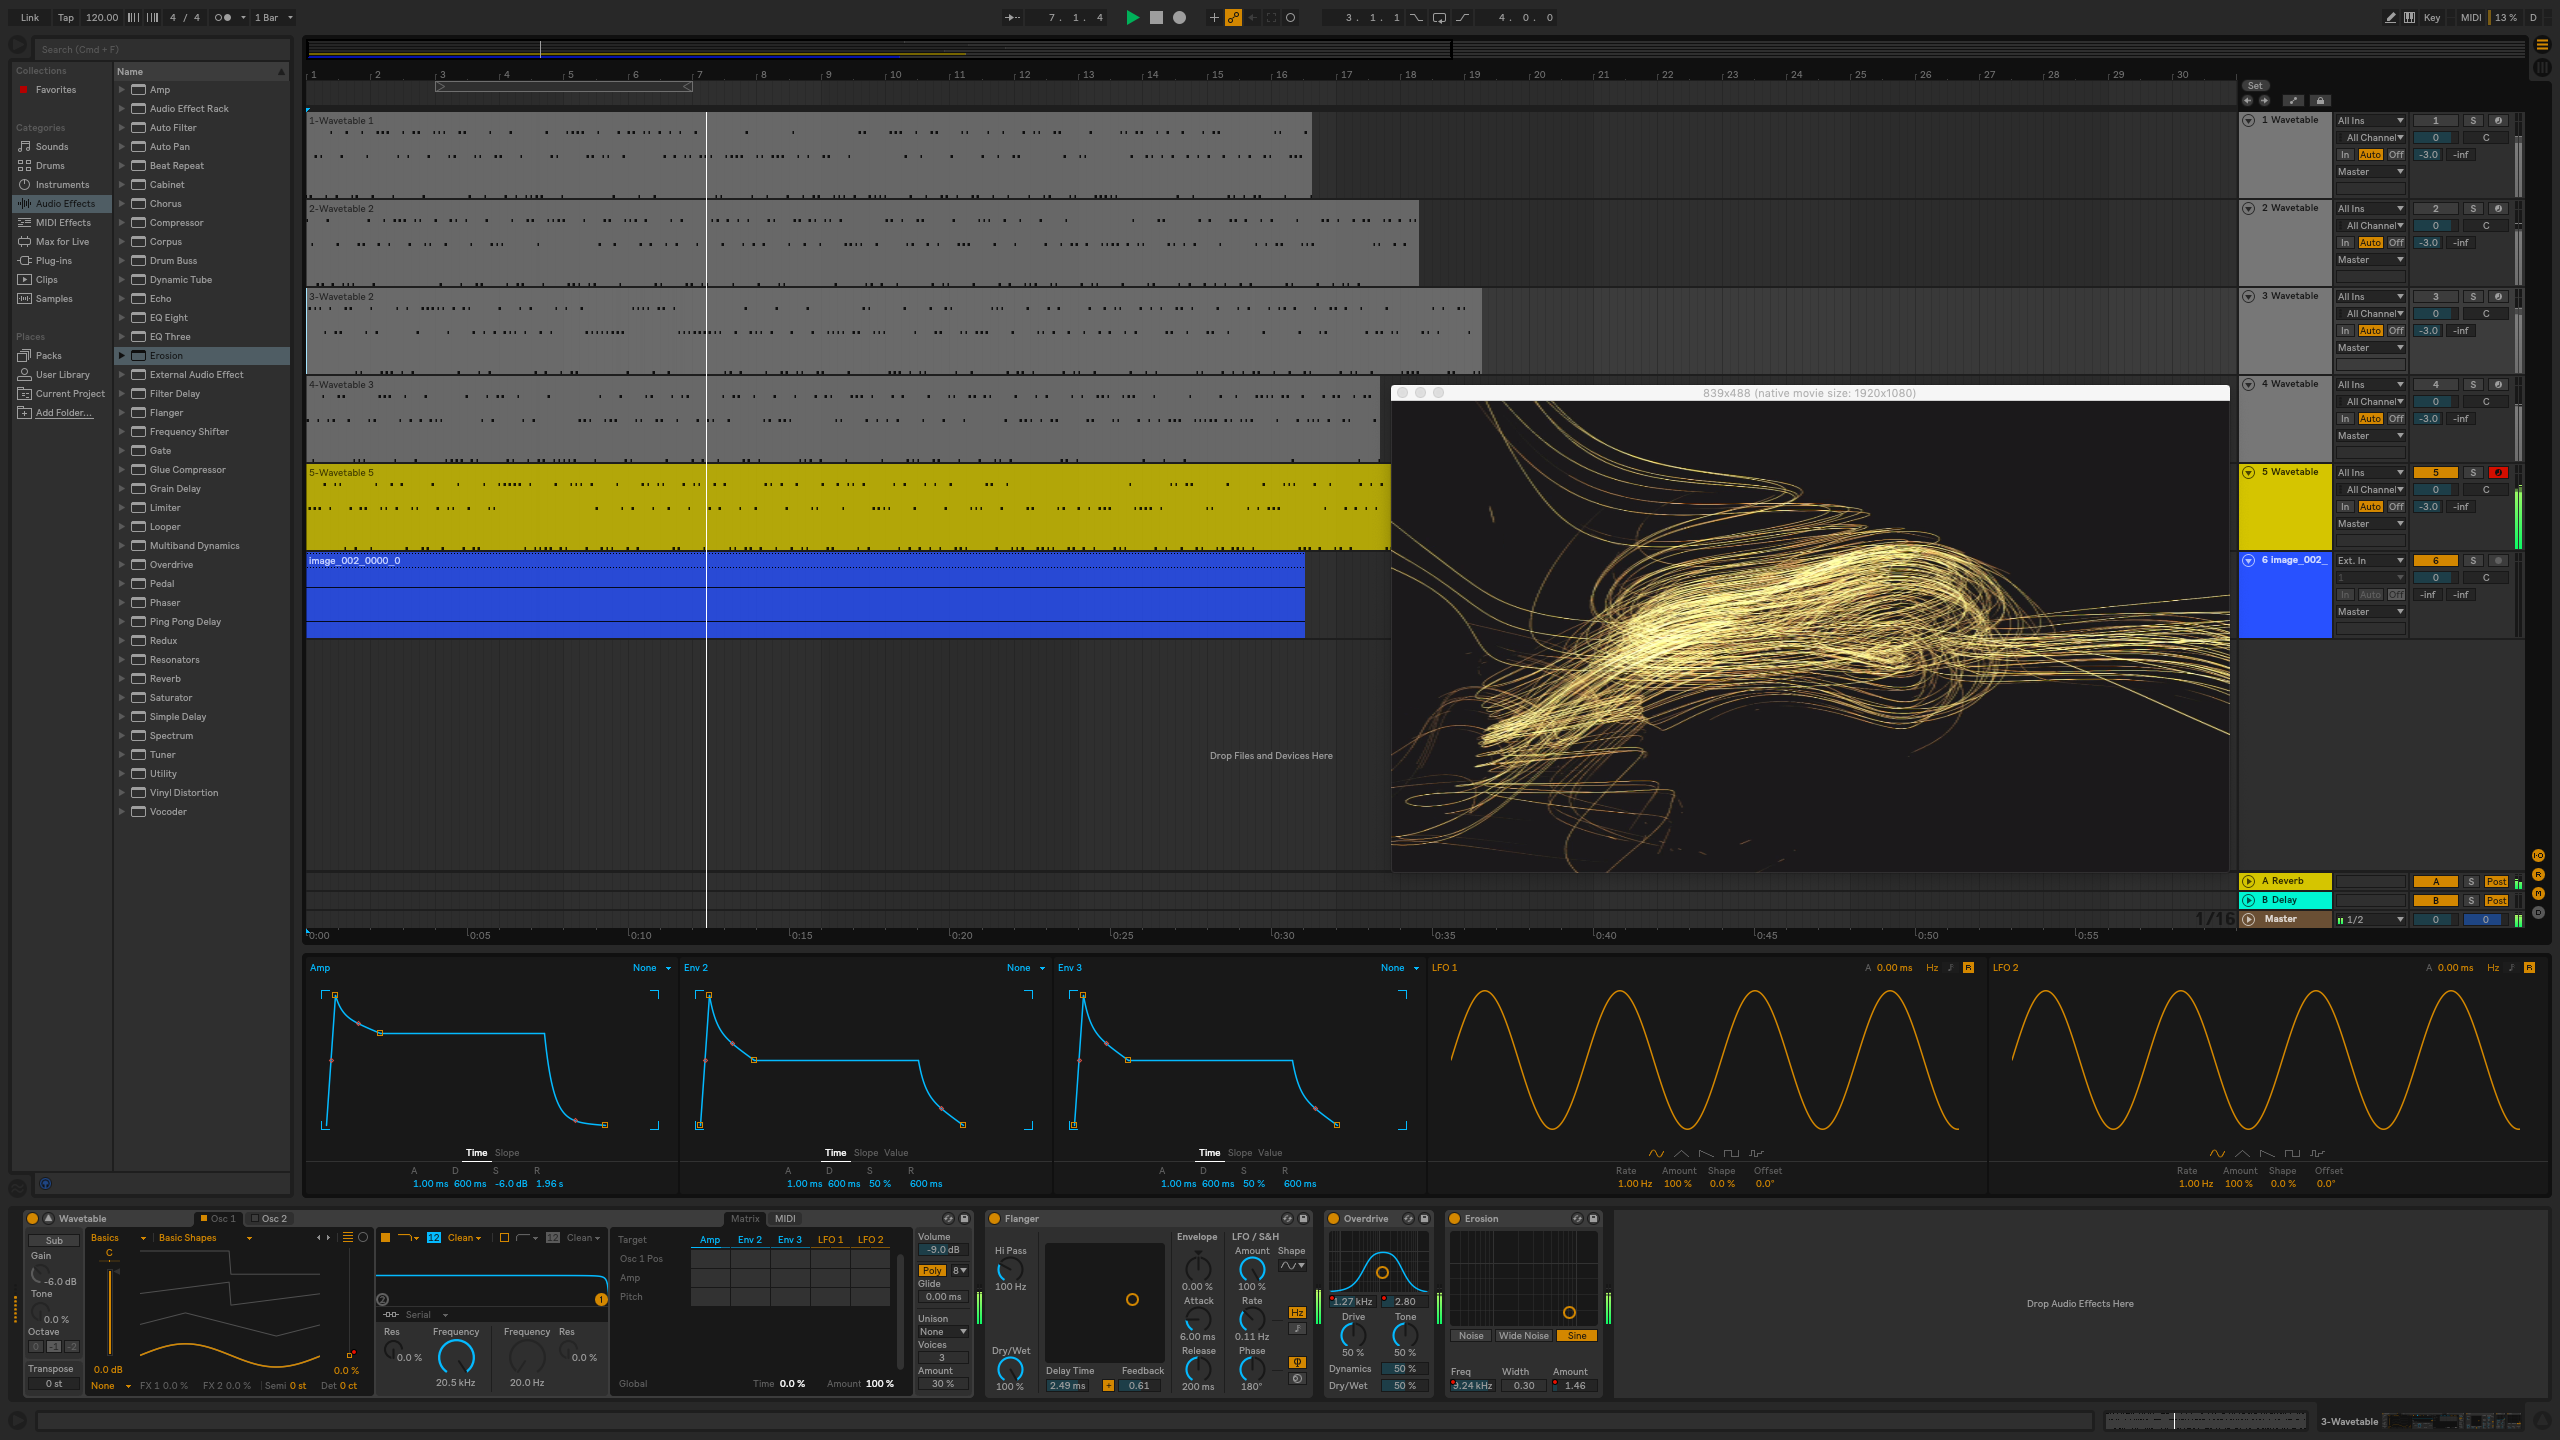 Link Tap 120.00 4 / 4 1 Bar
7. 1. 4
3. 1. 1
4. 0. 0
Key MIDI 13 % D
Search (Cmd + F)
Collections
Favorites
Categories
Sounds
Drums
Instruments
Audio Effects
MIDI Effects
Max for Live
Plug-ins
Clips
Samples
Places
Packs
User Library
Current Project
Add Folder...
Name
Amp
Audio Effect Rack
Auto Filter
Auto Pan
Beat Repeat
Cabinet
Chorus
Compressor
Corpus
Drum Buss
Dynamic Tube
Echo
EQ Eight
EQ Three
Erosion
External Audio Effect
Filter Delay
Flanger
Frequency Shifter
Gate
Glue Compressor
Grain Delay
Limiter
Looper
Multiband Dynamics
Overdrive
Pedal
Phaser
Ping Pong Delay
Redux
Resonators
Reverb
Saturator
Simple Delay
Spectrum
Tuner
Utility
Vinyl Distortion
Vocoder
1 2 3 4 5 6 7 8 9 10 11 12 13 14 15 16 17 18 19 20 21 22 23 24 25 26 27 28 29 30
Set
1-Wavetable 1
2-Wavetable 2
3-Wavetable 2
4-Wavetable 3
5-Wavetable 5
image_002_0000_0
839x488 (native movie size: 1920x1080)
Drop Files and Devices Here
1 Wavetable All Ins 1 S
All Channel 0 C
In Auto Off -3.0 -inf
Master
2 Wavetable All Ins 2 S
All Channel 0 C
In Auto Off -3.0 -inf
Master
3 Wavetable All Ins 3 S
All Channel 0 C
In Auto Off -3.0 -inf
Master
4 Wavetable All Ins 4 S
All Channel 0 C
In Auto Off -3.0 -inf
Master
5 Wavetable All Ins 5 S
All Channel 0 C
In Auto Off -3.0 -inf
Master
6 image_002_ Ext. In 6 S
1 0 C
In Auto Off -inf -inf
Master
A Reverb A S Post
B Delay B S Post
1/16 Master 1/2 0 0
0:00 0:05 0:10 0:15 0:20 0:25 0:30 0:35 0:40 0:45 0:50 0:55
Amp None Env 2 None Env 3 None LFO 1 A 0.00 ms Hz R LFO 2 A 0.00 ms Hz R
Time Slope
A D S R
1.00 ms 600 ms -6.0 dB 1.96 s
Time Slope Value
A D S R
1.00 ms 600 ms 50 % 600 ms
Time Slope Value
A D S R
1.00 ms 600 ms 50 % 600 ms
Rate Amount Shape Offset
1.00 Hz 100 % 0.0 % 0.0°
Rate Amount Shape Offset
1.00 Hz 100 % 0.0 % 0.0°
Wavetable Osc 1 Osc 2
Sub
Gain
-6.0 dB
Tone
0.0 %
Octave
0 -1 -2
Transpose
0 st
Basics Basic Shapes
C
0.0 dB 0.0 %
None FX 1 0.0 % FX 2 0.0 % Semi 0 st Det 0 ct
12 Clean 12 Clean
2 1
Serial
Res Frequency Frequency Res
0.0 % 0.0 %
20.5 kHz 20.0 Hz
Matrix MIDI
Target Amp Env 2 Env 3 LFO 1 LFO 2
Osc 1 Pos
Amp
Pitch
Global Time 0.0 % Amount 100 %
Volume
-9.0 dB
Poly 8
Glide
0.00 ms
Unison
None
Voices
3
Amount
30 %
Flanger
Hi Pass
100 Hz
Dry/Wet
100 %
Delay Time Feedback
2.49 ms + 0.61
Envelope
0.00 %
Attack
6.00 ms
Release
200 ms
LFO / S&H
Amount Shape
100 %
Rate Hz
0.11 Hz
Phase
180°
Overdrive
1.27 kHz 2.80
Drive Tone
50 % 50 %
Dynamics 50 %
Dry/Wet 50 %
Erosion
Noise Wide Noise Sine
Freq Width Amount
9.24 kHz 0.30 1.46
Drop Audio Effects Here
3-Wavetable